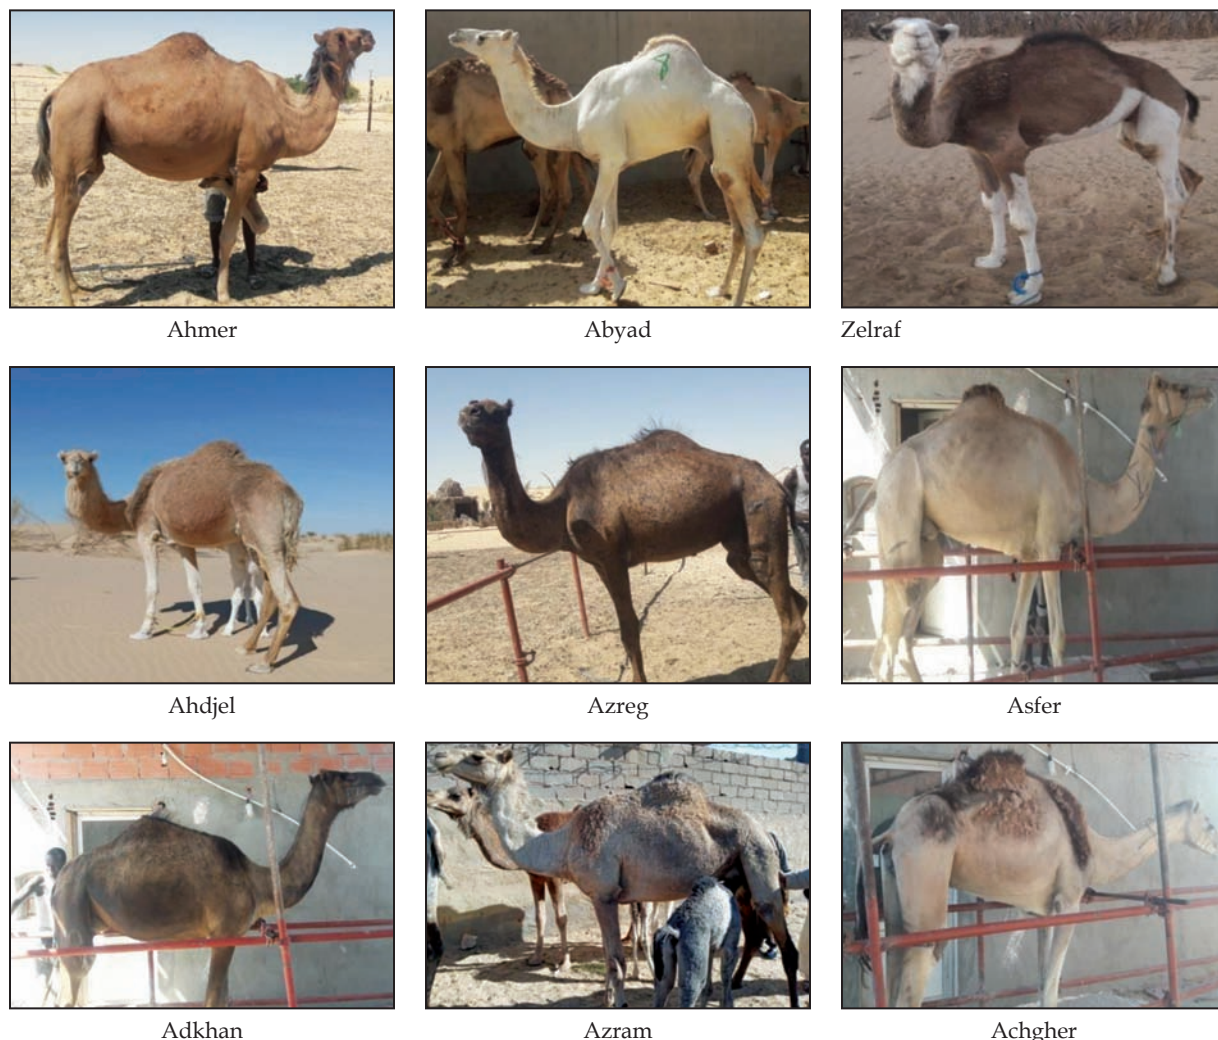 Ahmer
Abyad
Zelraf
Ahdjel
Azreg
Asfer
Adkhan
Azram
Achgher